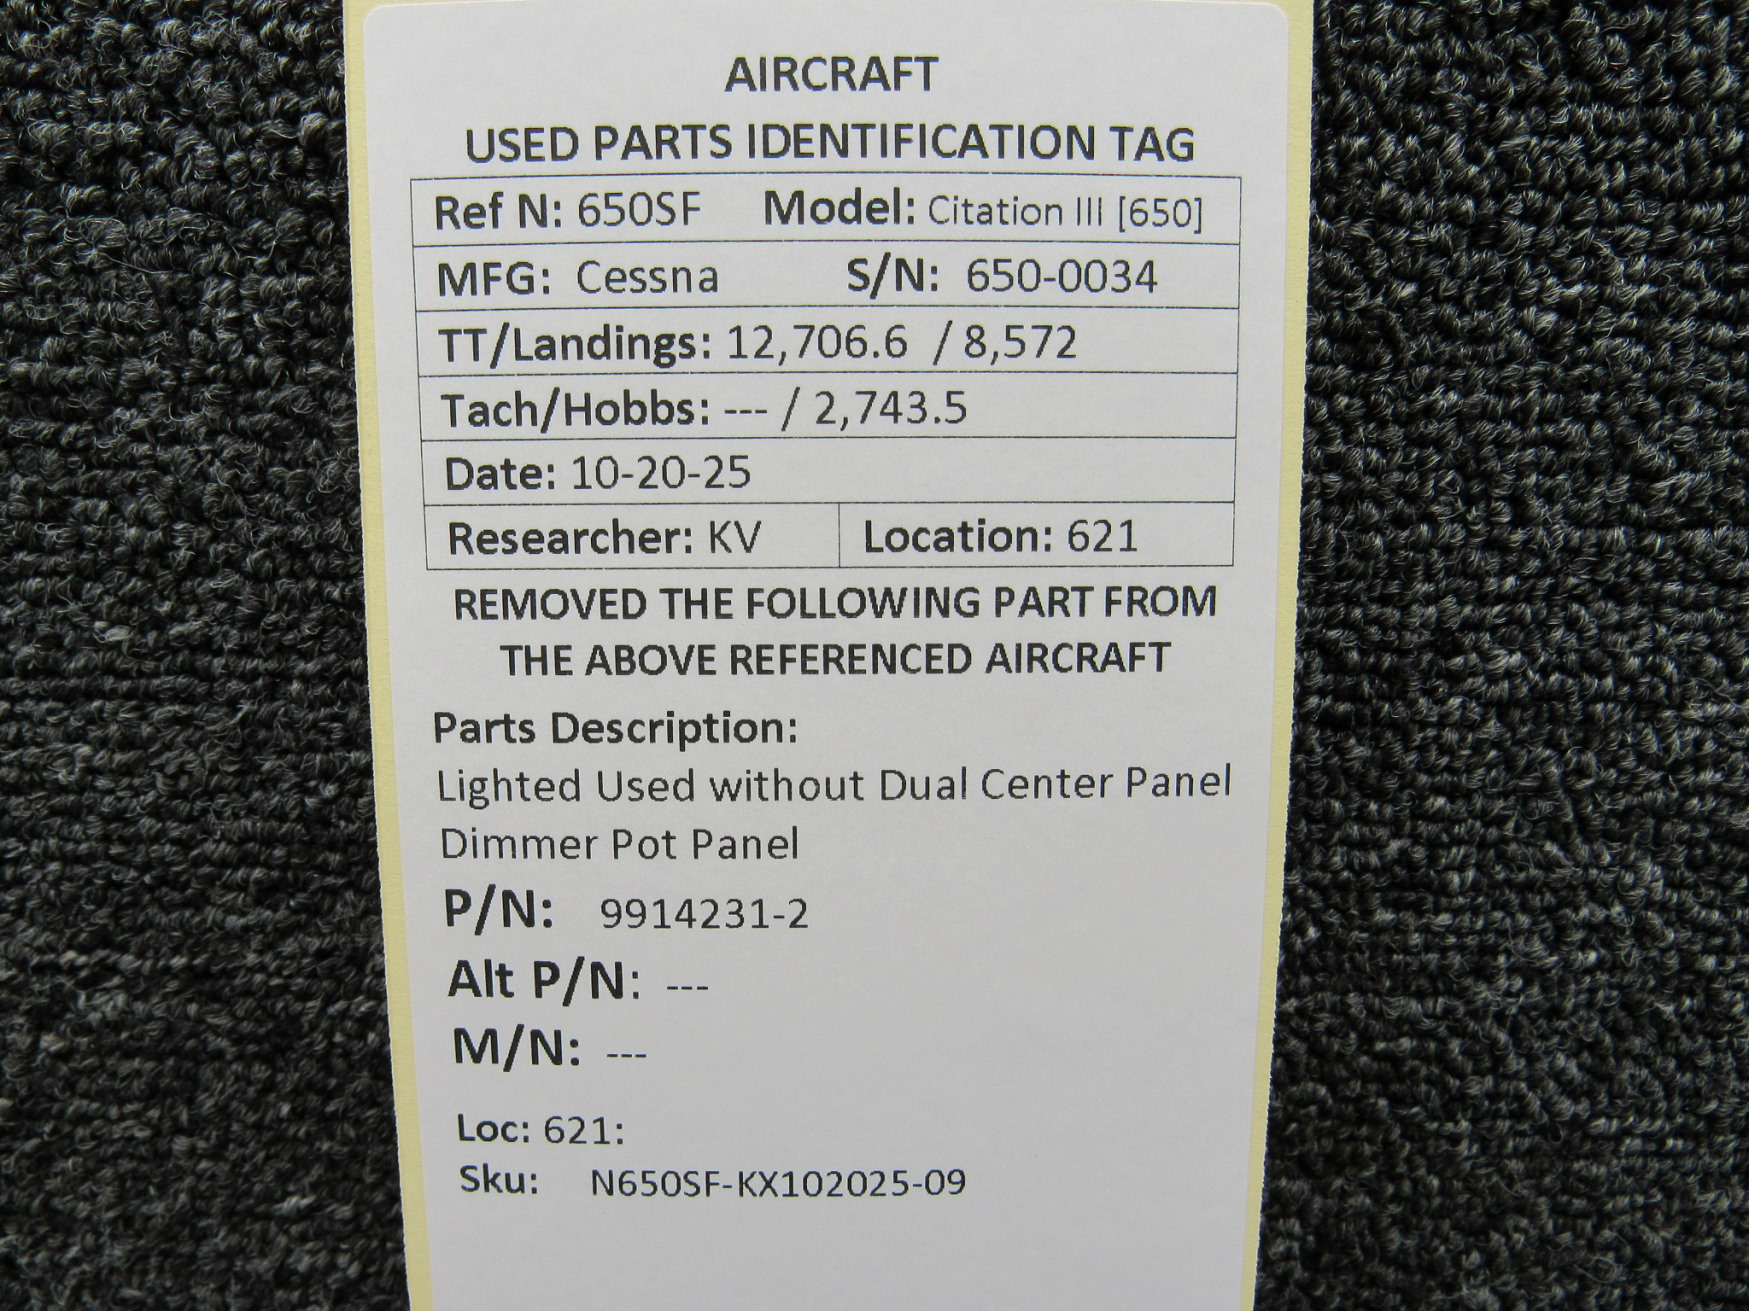 AIRCRAFT
USED PARTS IDENTIFICATION TAG
Ref N: 650SF Model: Citation III [650]
MFG: Cessna S/N: 650-0034
TT/Landings: 12,706.6 / 8,572
Tach/Hobbs: --- / 2,743.5
Date: 10-20-25
Researcher: KV Location: 621
REMOVED THE FOLLOWING PART FROM
THE ABOVE REFERENCED AIRCRAFT
Parts Description:
Lighted Used without Dual Center Panel
Dimmer Pot Panel
P/N: 9914231-2
Alt P/N: ---
M/N: ---
Loc: 621:
Sku: N650SF-KX102025-09